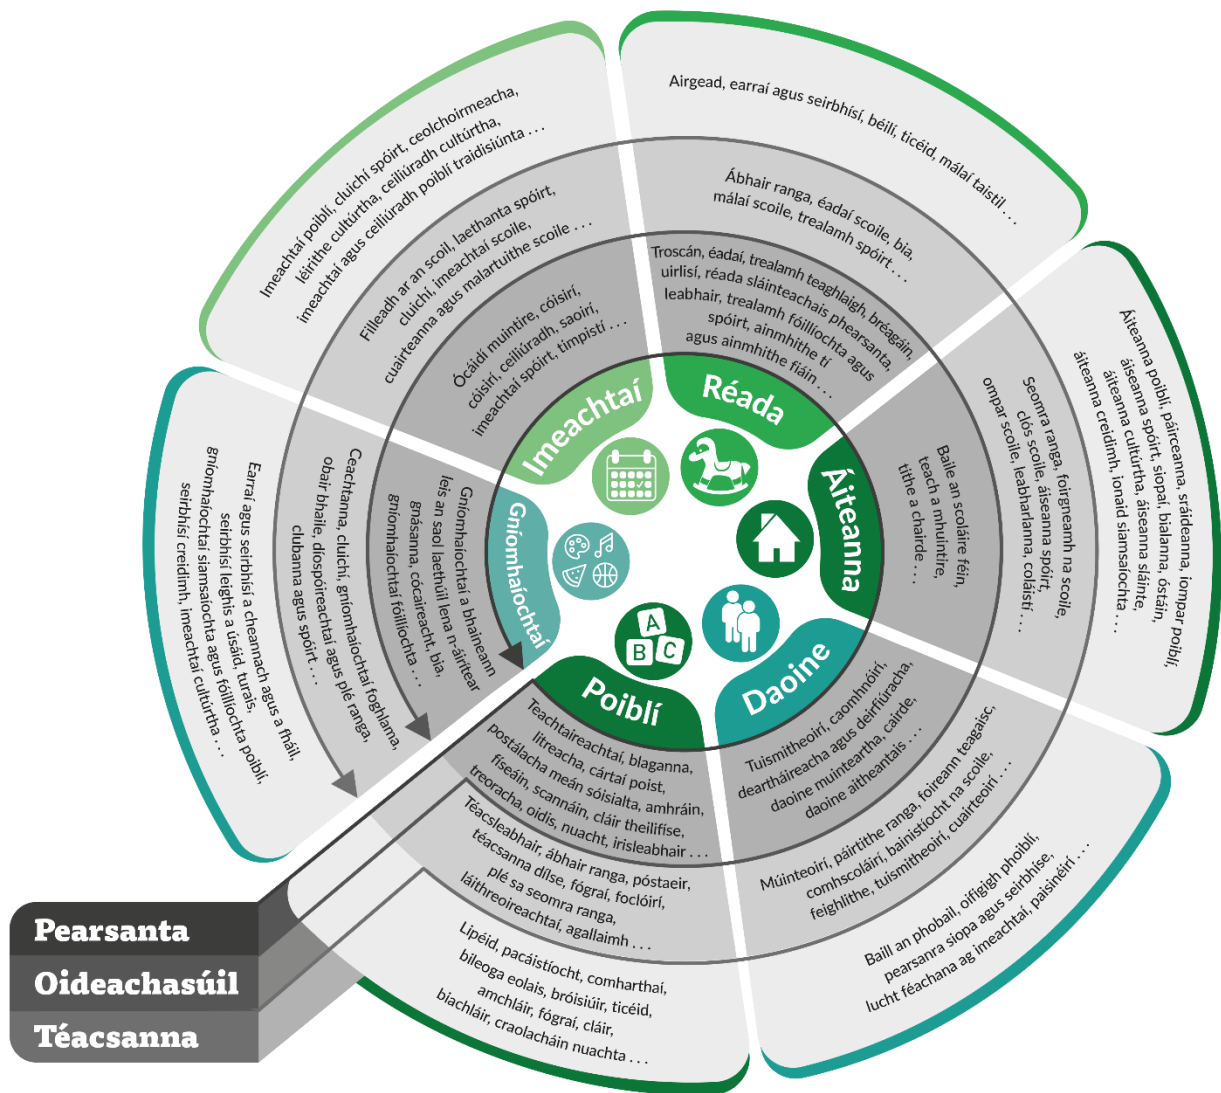 Imeachtaí
Imeachtaí poiblí, cluichí spóirt, ceolchoirmeacha,
léirithe cultúrtha, ceiliúradh cultúrtha,
imeachtaí agus ceiliúradh poiblí traidisiúnta . . .
Filleadh ar an scoil, laethanta spóirt,
cluichí, imeachtaí scoile,
cuairteanna agus malartuithe scoile . . .
Ócáidí muintire, cóisirí,
cóisirí, ceiliúradh, saoirí,
imeachtaí spóirt, timpistí . . .
Réada
Airgead, earraí agus seirbhísí, béilí, ticéid, málaí taistil . . .
Ábhair ranga, éadaí scoile, bia,
málaí scoile, trealamh spóirt . . .
Troscán, éadaí, trealamh teaghlaigh, bréagáin,
uirlisí, réada sláinteachais phearsanta,
leabhair, trealamh fóillíochta agus
spóirt, ainmhithe tí
agus ainmhithe fiáin . . .
Áiteanna
Áiteanna poiblí, páirceanna, sráideanna, iompar poiblí,
áiseanna spóirt, siopaí, bialanna, óstáin,
áiteanna cultúrtha, áiseanna sláinte,
áiteanna creidimh, ionaid siamsaíochta . . .
Seomra ranga, foirgneamh na scoile,
clós scoile, áiseanna spóirt,
ompar scoile, leabharlanna, coláistí . . .
Baile an scoláire féin,
teach a mhuintire,
tithe a chairde . . .
Daoine
Tuismitheoirí, caomhnóirí,
deartháireacha agus deirfiúracha,
daoine muinteartha, cairde,
daoine aitheantais . . .
Múinteoirí, páirtithe ranga, foireann teagaisc,
comhscoláirí, bainistíocht na scoile,
feighlithe, tuismitheoirí, cuairteoirí . . .
Baill an phobail, oifigigh phoiblí,
pearsanra siopa agus seirbhíse,
lucht féachana ag imeachtaí, paisinéirí . . .
A
B C
Poiblí
Teachtaireachtaí, blaganna,
litreacha, cártaí poist,
postálacha meán sóisialta, amhráin,
físeáin, scannáin, cláir theilifíse,
treoracha, oidis, nuacht, irisleabhair . . .
Téacsleabhair, ábhair ranga, póstaeir,
téacsanna dílse, fógraí, foclóirí,
plé sa seomra ranga,
láithreoireachtaí, agallaimh . . .
Lipéid, pacáistíocht, comharthaí,
bileoga eolais, bróisiúir, ticéid,
amchláir, fógraí, cláir,
biachláir, craolacháin nuachta . . .
Gníomhaíochtaí
Gníomhaíochtaí a bhaineann
leis an saol laethúil lena n-áirítear
gnásanna, cócaireacht, bia,
gníomhaíochtaí fóillíochta . . .
Ceachtanna, cluichí, gníomhaíochtaí foghlama,
obair bhaile, díospóireachtaí agus plé ranga,
clubanna agus spóirt . . .
Earraí agus seirbhísí a cheannach agus a fháil,
seirbhísí leighis a úsáid, turais,
gníomhaíochtaí siamsaíochta agus fóillíochta poiblí,
seirbhísí creidimh, imeachtaí cultúrtha . . .
Pearsanta
Oideachasúil
Téacsanna